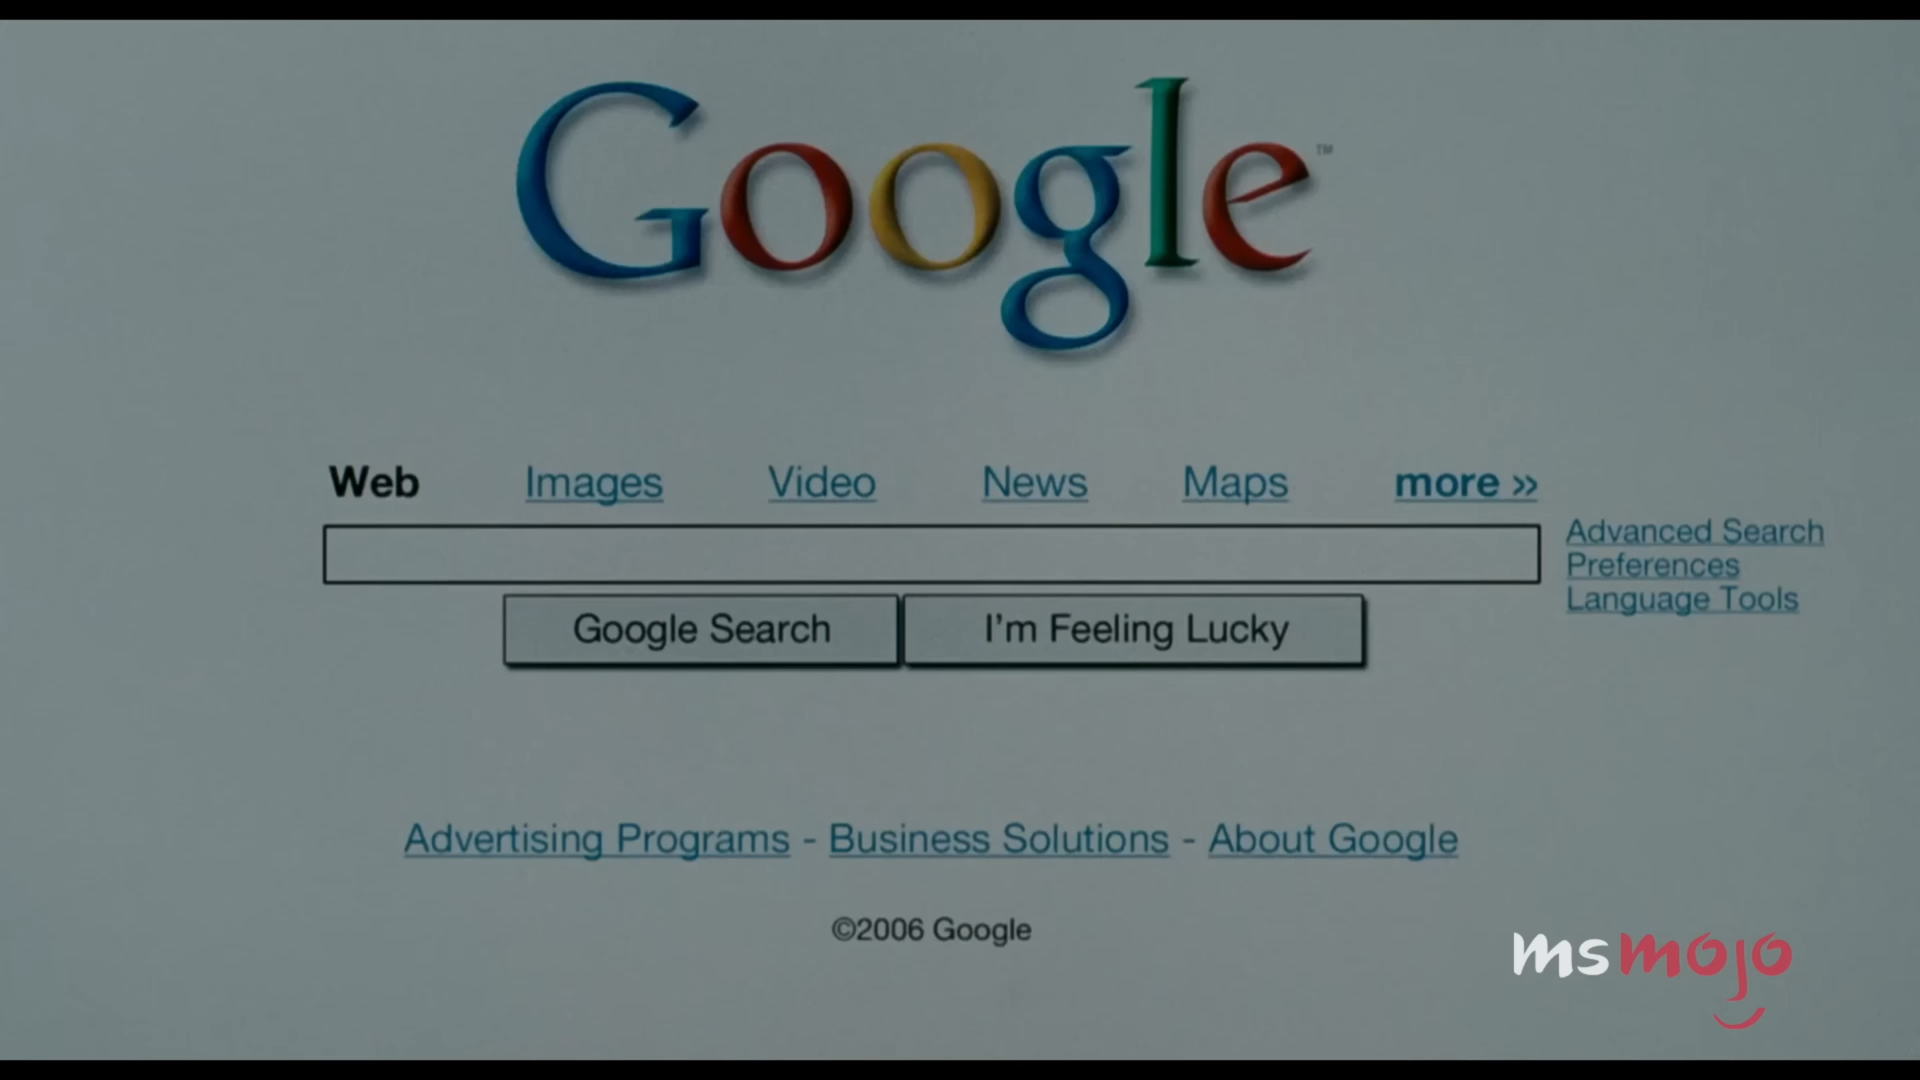 Google™
Web Images Video News Maps more »
Advanced Search
Preferences
Language Tools
Google Search I'm Feeling Lucky
Advertising Programs - Business Solutions - About Google
©2006 Google
msmojo